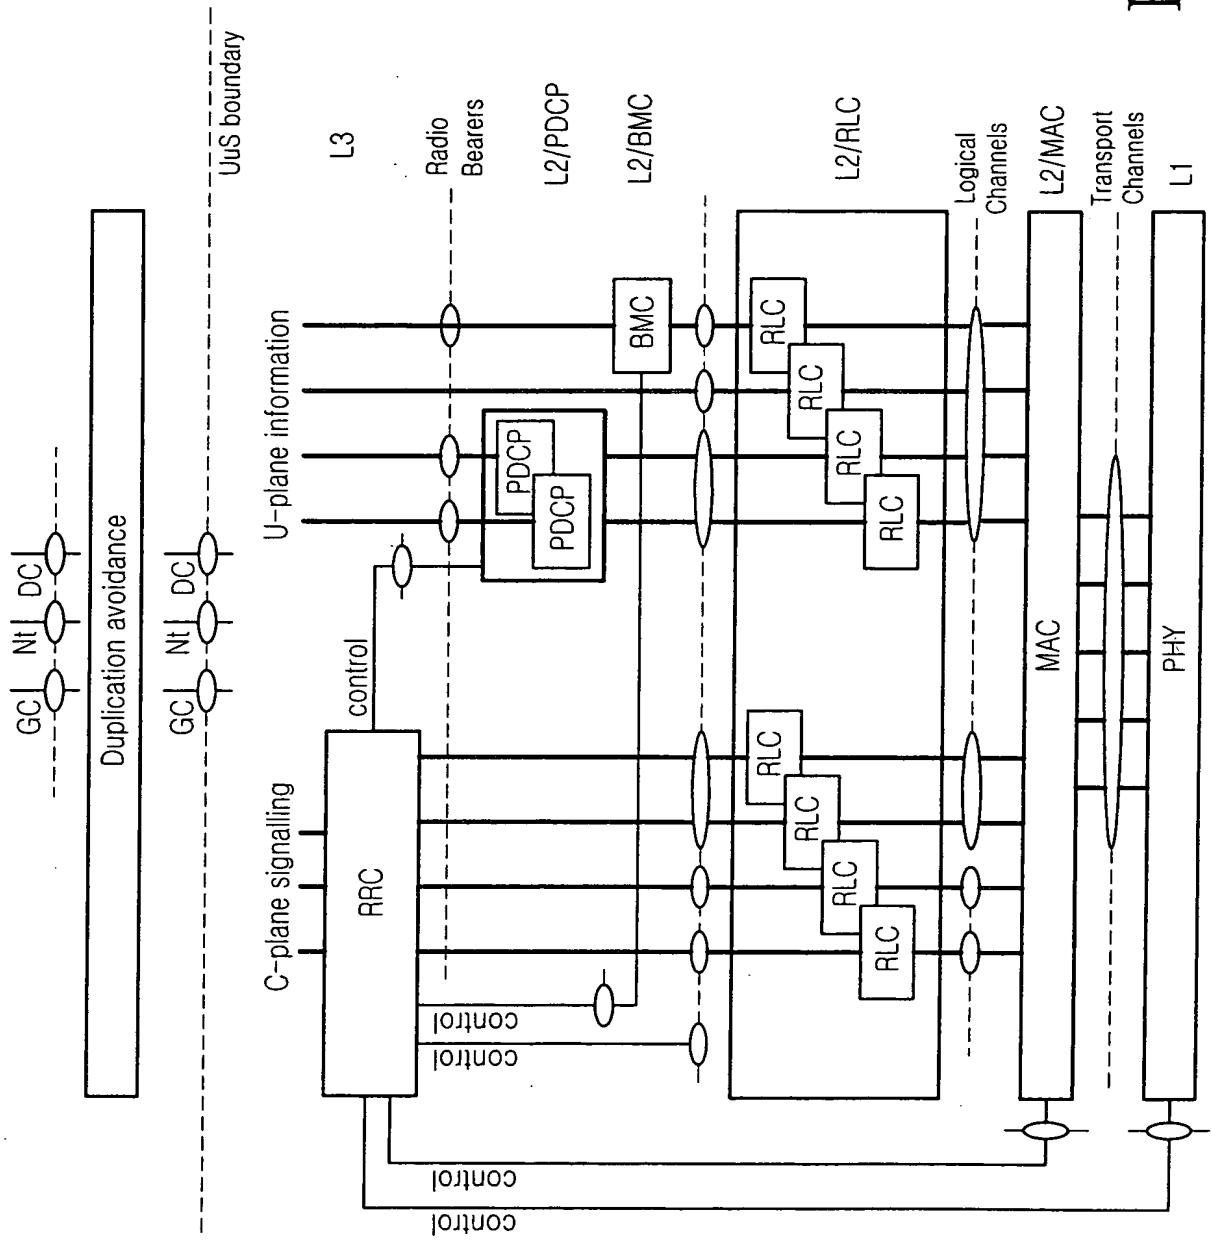 GC
Nt
DC
Duplication avoidance
GC
Nt
DC
UuS boundary
C-plane signalling
U-plane information
L3
control
RRC
Radio
Bearers
PDCP
PDCP
L2/PDCP
BMC
L2/BMC
control
control
control
control
RLC
RLC
RLC
RLC
RLC
RLC
RLC
RLC
L2/RLC
Logical
Channels
MAC
L2/MAC
Transport
Channels
PHY
L1